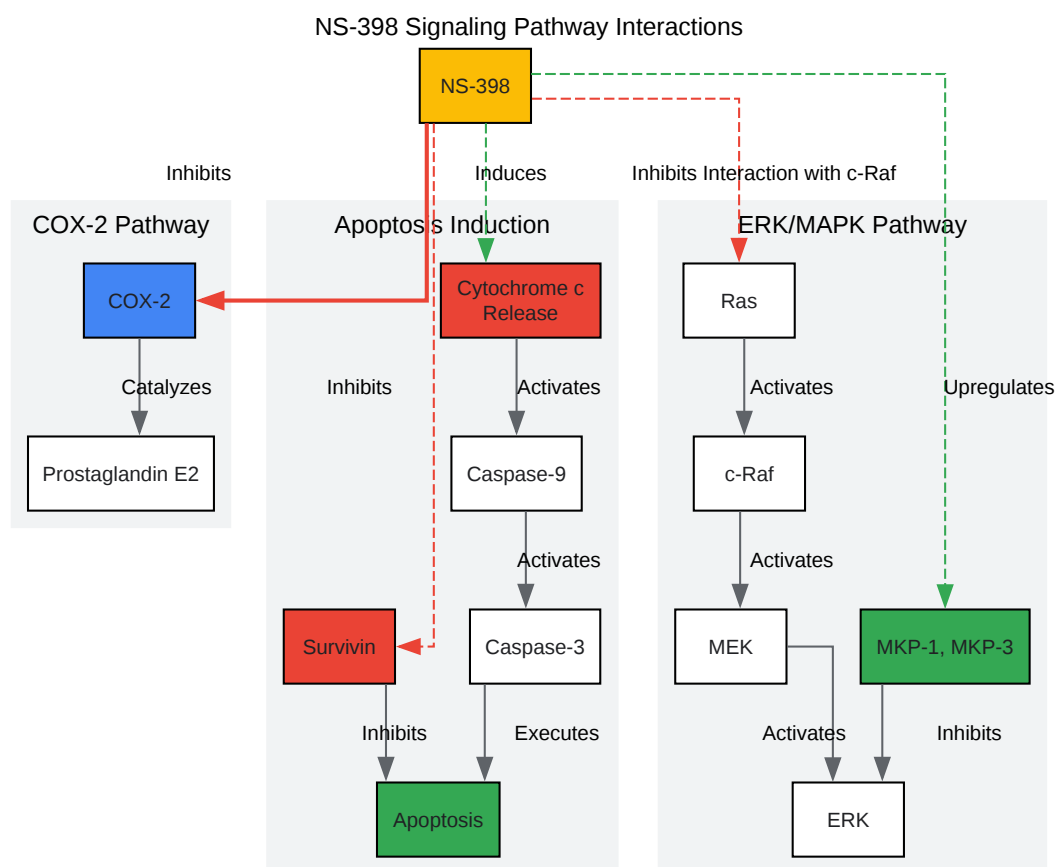 NS-398 Signaling Pathway Interactions
NS-398
Inhibits
Induces
Inhibits Interaction with c-Raf
COX-2 Pathway
Apoptosis Induction
ERK/MAPK Pathway
COX-2
Cytochrome c
Release
Ras
Catalyzes
Inhibits
Activates
Activates
Upregulates
Prostaglandin E2
Caspase-9
c-Raf
Activates
Activates
Survivin
Caspase-3
MEK
MKP-1, MKP-3
Inhibits
Executes
Activates
Inhibits
Apoptosis
ERK